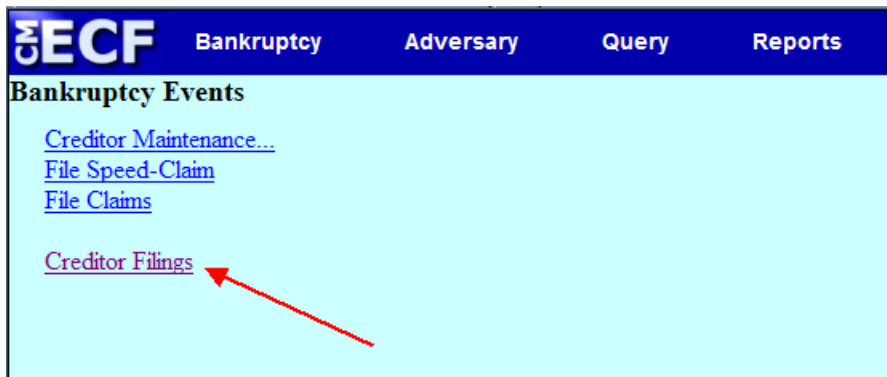 CM ECF Bankruptcy Adversary Query Reports
Bankruptcy Events
Creditor Maintenance...
File Speed-Claim
File Claims
Creditor Filings